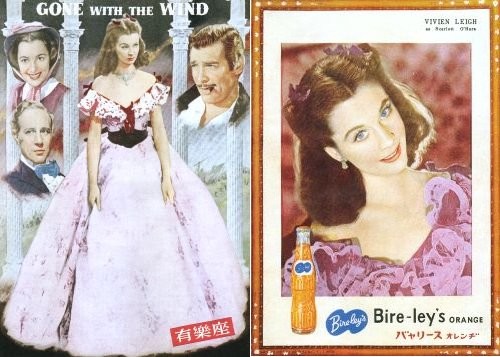 GONE WITH THE WIND
有樂座
VIVIEN LEIGH
as Scarlett O'Hara
Bireley's
Bire-ley's ORANGE
バャリース オレンヂ